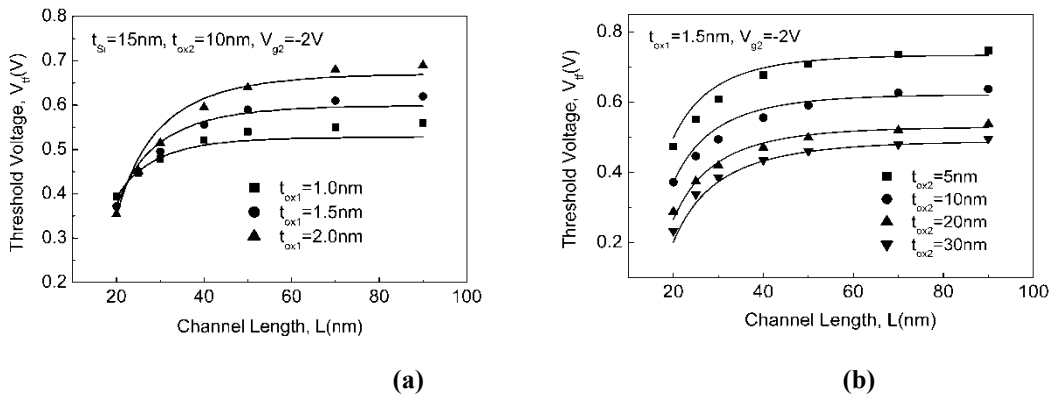 0.8
0.7
0.6
0.5
0.4
0.3
0.2
Threshold Voltage, V_tf(V)
t_Si=15nm, t_ox2=10nm, V_g2=-2V
t_ox1=1.0nm
t_ox1=1.5nm
t_ox1=2.0nm
20 40 60 80 100
Channel Length, L(nm)
(a)
0.8
0.6
0.4
0.2
Threshold Voltage, V_tf(V)
t_ox1=1.5nm, V_g2=-2V
t_ox2=5nm
t_ox2=10nm
t_ox2=20nm
t_ox2=30nm
20 40 60 80 100
Channel Length, L(nm)
(b)